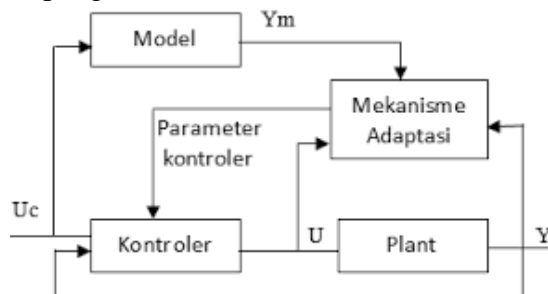 Ym
Model
Mekanisme
Adaptasi
Parameter
kontroler
Uc
Kontroler
U
Plant
Y